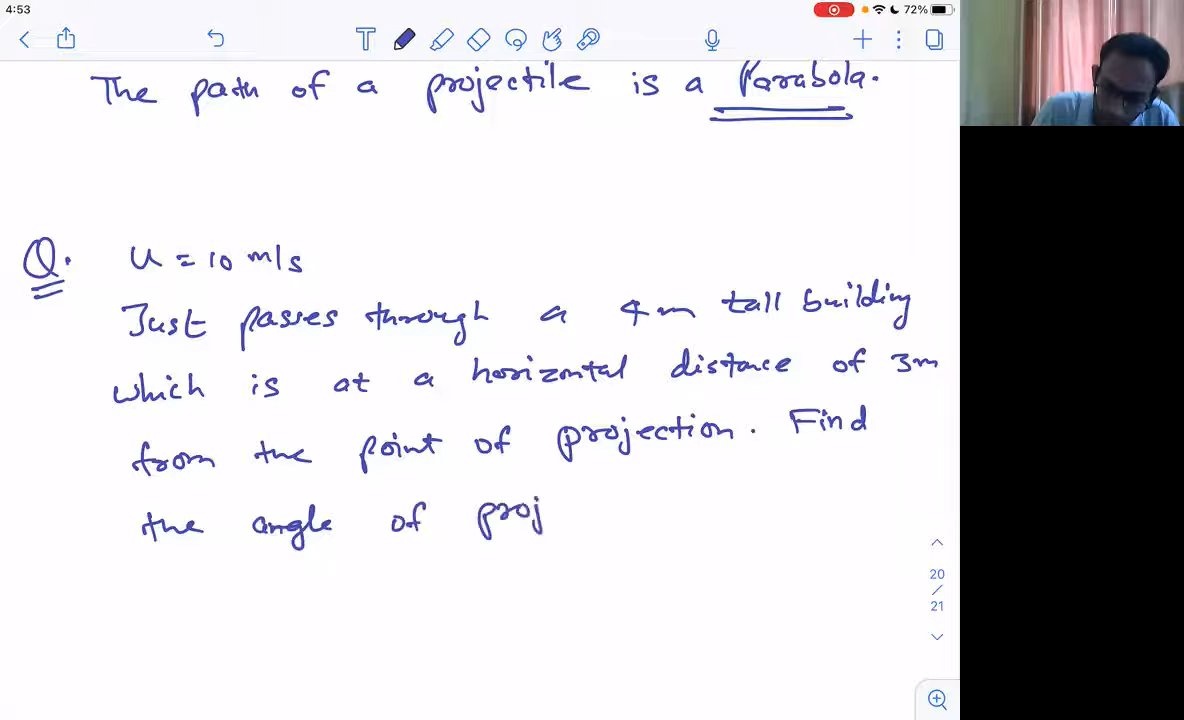 4:53
72%
The path of a projectile is a Parabola.
Q. u = 10 m/s
Just passes through a 4m tall building
which is at a horizontal distance of 3m
from the point of projection. Find
the angle of proj
20
/
21